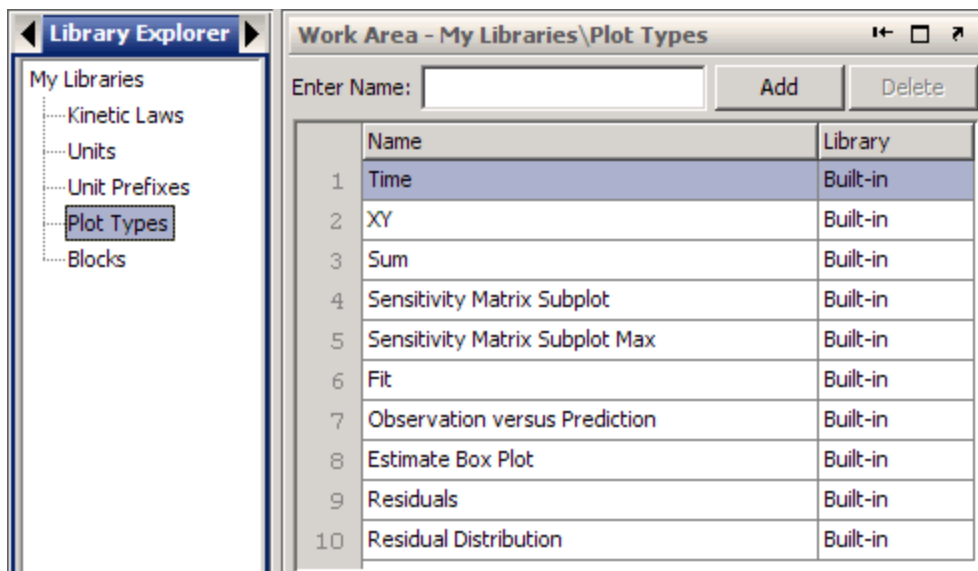 Library Explorer
My Libraries
Kinetic Laws
Units
Unit Prefixes
Plot Types
Blocks
Work Area - My Libraries\Plot Types
Enter Name: Add Delete
Name Library
1 Time Built-in
2 XY Built-in
3 Sum Built-in
4 Sensitivity Matrix Subplot Built-in
5 Sensitivity Matrix Subplot Max Built-in
6 Fit Built-in
7 Observation versus Prediction Built-in
8 Estimate Box Plot Built-in
9 Residuals Built-in
10 Residual Distribution Built-in